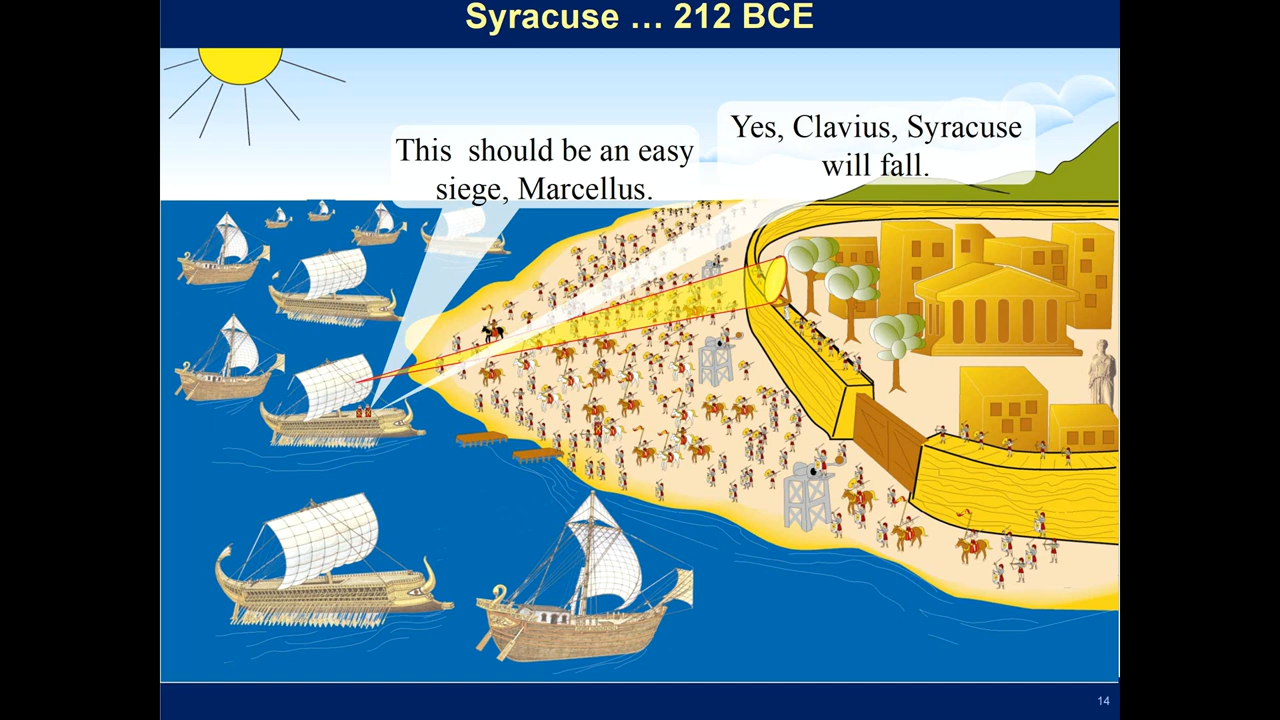 Syracuse … 212 BCE
This should be an easy
siege, Marcellus.
Yes, Clavius, Syracuse
will fall.
14